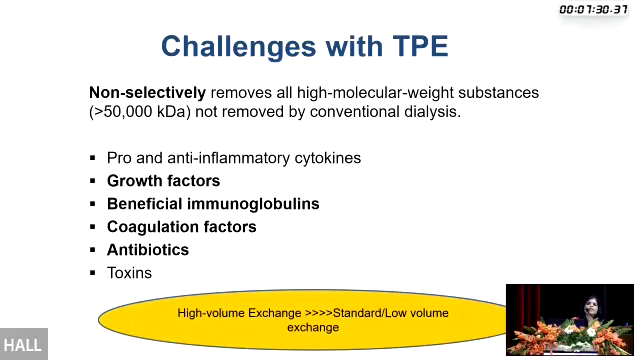 00:07:30.37
Challenges with TPE
Non-selectively removes all high-molecular-weight substances
(>50,000 kDa) not removed by conventional dialysis.
▪ Pro and anti-inflammatory cytokines
▪ Growth factors
▪ Beneficial immunoglobulins
▪ Coagulation factors
▪ Antibiotics
▪ Toxins
High-volume Exchange >>>>Standard/Low volume
exchange
HALL